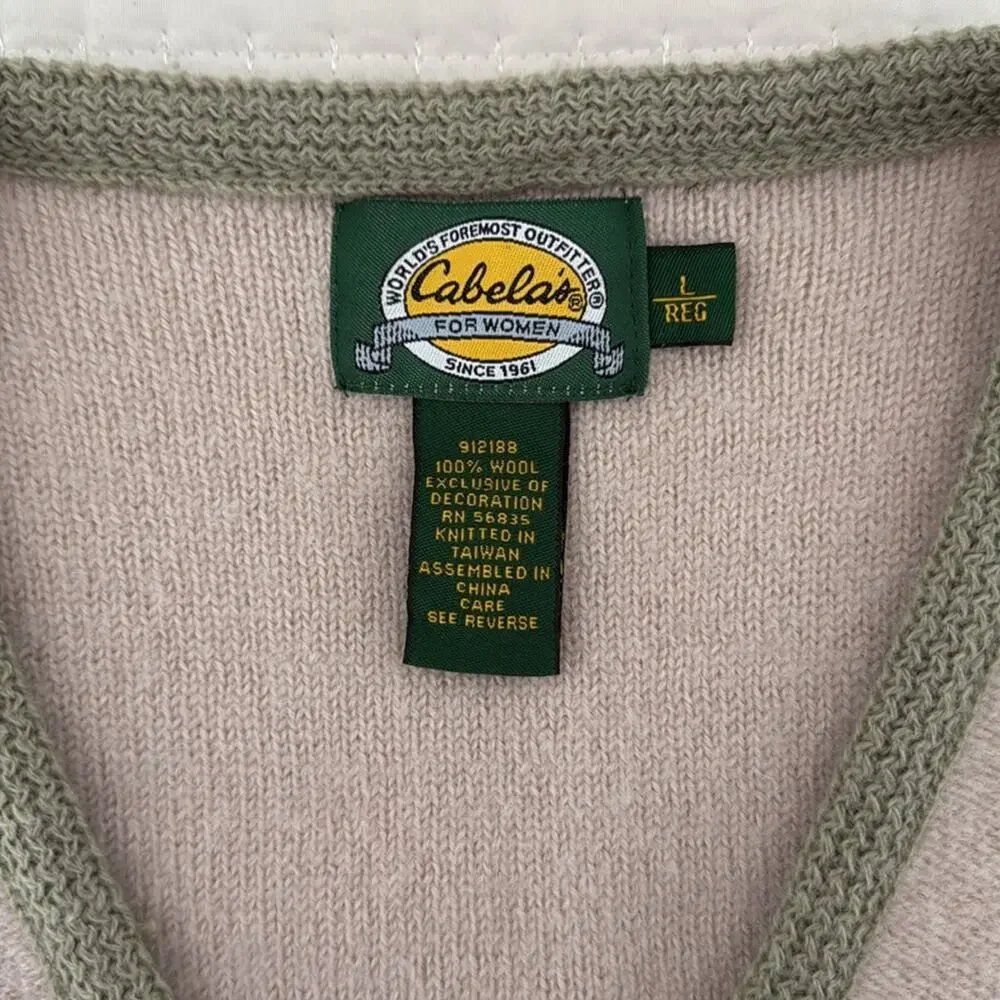 WORLD'S FOREMOST OUTFITTER®
Cabela's®
FOR WOMEN
SINCE 1961
L
REG
912188
100% WOOL
EXCLUSIVE OF
DECORATION
RN 56835
KNITTED IN
TAIWAN
ASSEMBLED IN
CHINA
CARE
SEE REVERSE